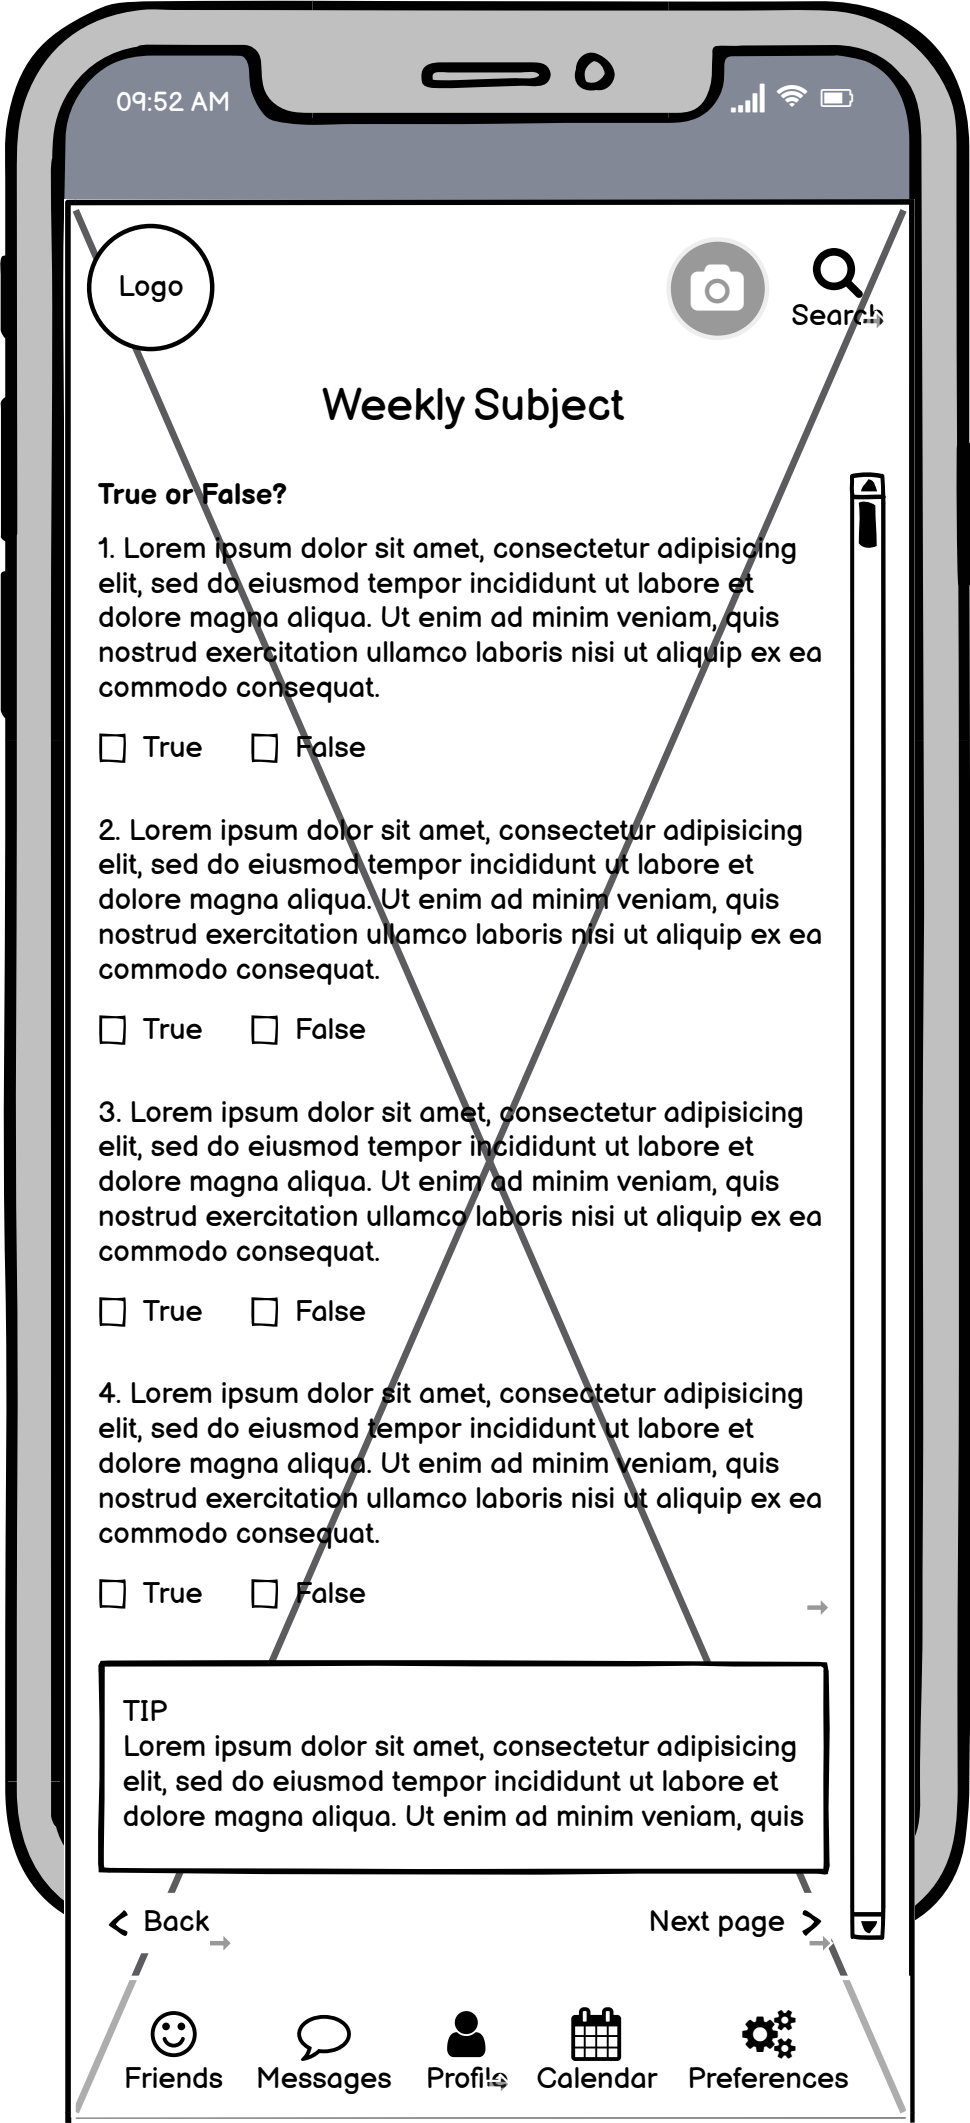 09:52 AM
Logo
Search
Weekly Subject
True or False?
1. Lorem ipsum dolor sit amet, consectetur adipisicing
elit, sed do eiusmod tempor incididunt ut labore et
dolore magna aliqua. Ut enim ad minim veniam, quis
nostrud exercitation ullamco laboris nisi ut aliquip ex ea
commodo consequat.
True False
2. Lorem ipsum dolor sit amet, consectetur adipisicing
elit, sed do eiusmod tempor incididunt ut labore et
dolore magna aliqua. Ut enim ad minim veniam, quis
nostrud exercitation ullamco laboris nisi ut aliquip ex ea
commodo consequat.
True False
3. Lorem ipsum dolor sit amet, consectetur adipisicing
elit, sed do eiusmod tempor incididunt ut labore et
dolore magna aliqua. Ut enim ad minim veniam, quis
nostrud exercitation ullamco laboris nisi ut aliquip ex ea
commodo consequat.
True False
4. Lorem ipsum dolor sit amet, consectetur adipisicing
elit, sed do eiusmod tempor incididunt ut labore et
dolore magna aliqua. Ut enim ad minim veniam, quis
nostrud exercitation ullamco laboris nisi ut aliquip ex ea
commodo consequat.
True False
TIP
Lorem ipsum dolor sit amet, consectetur adipisicing
elit, sed do eiusmod tempor incididunt ut labore et
dolore magna aliqua. Ut enim ad minim veniam, quis
Back Next page
Friends Messages Profile Calendar Preferences